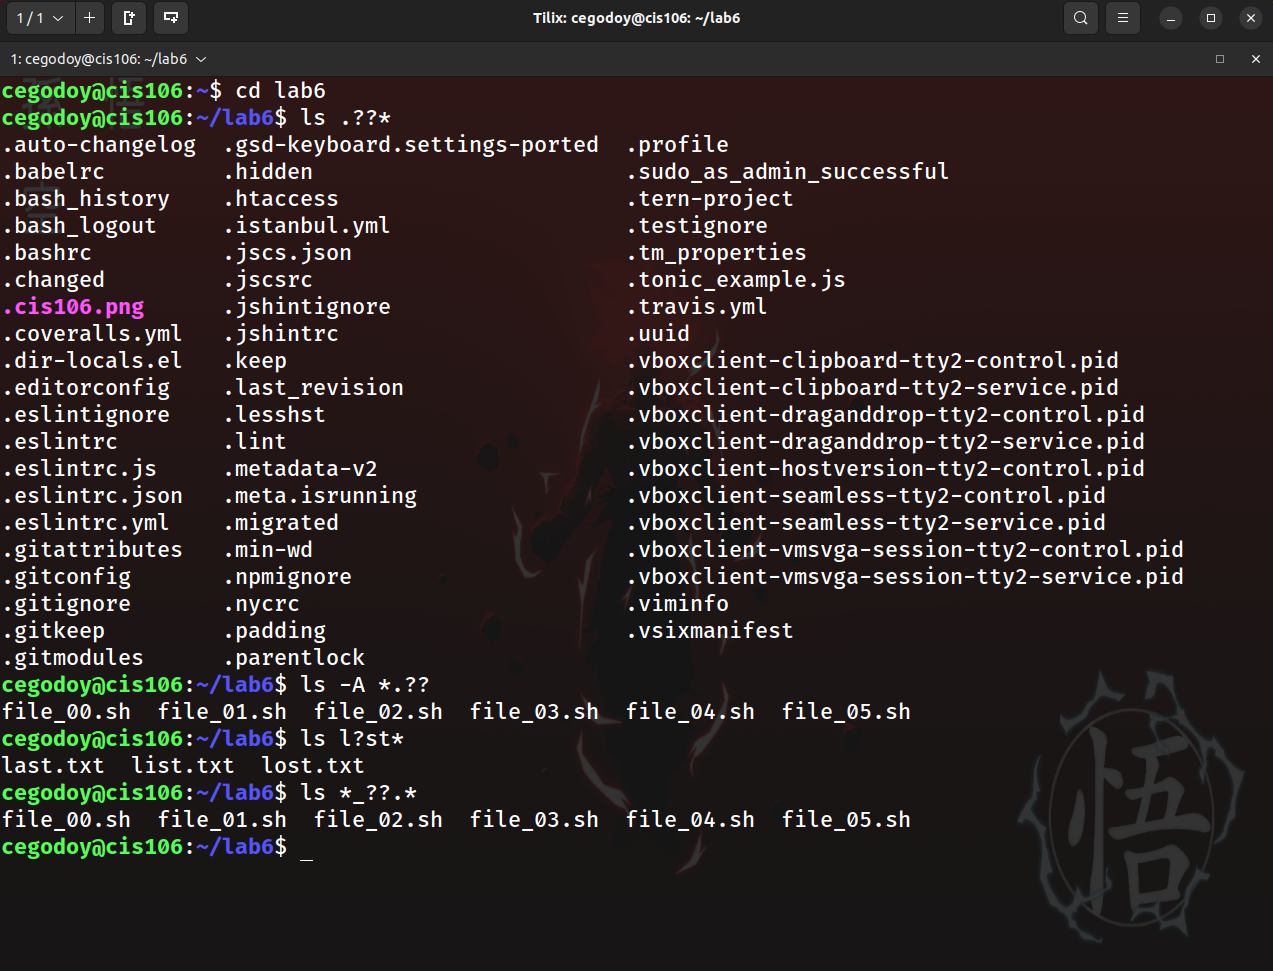 1 / 1
Tilix: cegodoy@cis106: ~/lab6
1: cegodoy@cis106: ~/lab6
cegodoy@cis106:~$ cd lab6
cegodoy@cis106:~/lab6$ ls .??*
.auto-changelog  .gsd-keyboard.settings-ported  .profile
.babelrc  .hidden  .sudo_as_admin_successful
.bash_history  .htaccess  .tern-project
.bash_logout  .istanbul.yml  .testignore
.bashrc  .jscs.json  .tm_properties
.changed  .jscsrc  .tonic_example.js
.cis106.png  .jshintignore  .travis.yml
.coveralls.yml  .jshintrc  .uuid
.dir-locals.el  .keep  .vboxclient-clipboard-tty2-control.pid
.editorconfig  .last_revision  .vboxclient-clipboard-tty2-service.pid
.eslintignore  .lesshst  .vboxclient-draganddrop-tty2-control.pid
.eslintrc  .lint  .vboxclient-draganddrop-tty2-service.pid
.eslintrc.js  .metadata-v2  .vboxclient-hostversion-tty2-control.pid
.eslintrc.json  .meta.isrunning  .vboxclient-seamless-tty2-control.pid
.eslintrc.yml  .migrated  .vboxclient-seamless-tty2-service.pid
.gitattributes  .min-wd  .vboxclient-vmsvga-session-tty2-control.pid
.gitconfig  .npmignore  .vboxclient-vmsvga-session-tty2-service.pid
.gitignore  .nycrc  .viminfo
.gitkeep  .padding  .vsixmanifest
.gitmodules  .parentlock
cegodoy@cis106:~/lab6$ ls -A *.??
file_00.sh  file_01.sh  file_02.sh  file_03.sh  file_04.sh  file_05.sh
cegodoy@cis106:~/lab6$ ls l?st*
last.txt  list.txt  lost.txt
cegodoy@cis106:~/lab6$ ls *_??.*
file_00.sh  file_01.sh  file_02.sh  file_03.sh  file_04.sh  file_05.sh
cegodoy@cis106:~/lab6$ _
悟